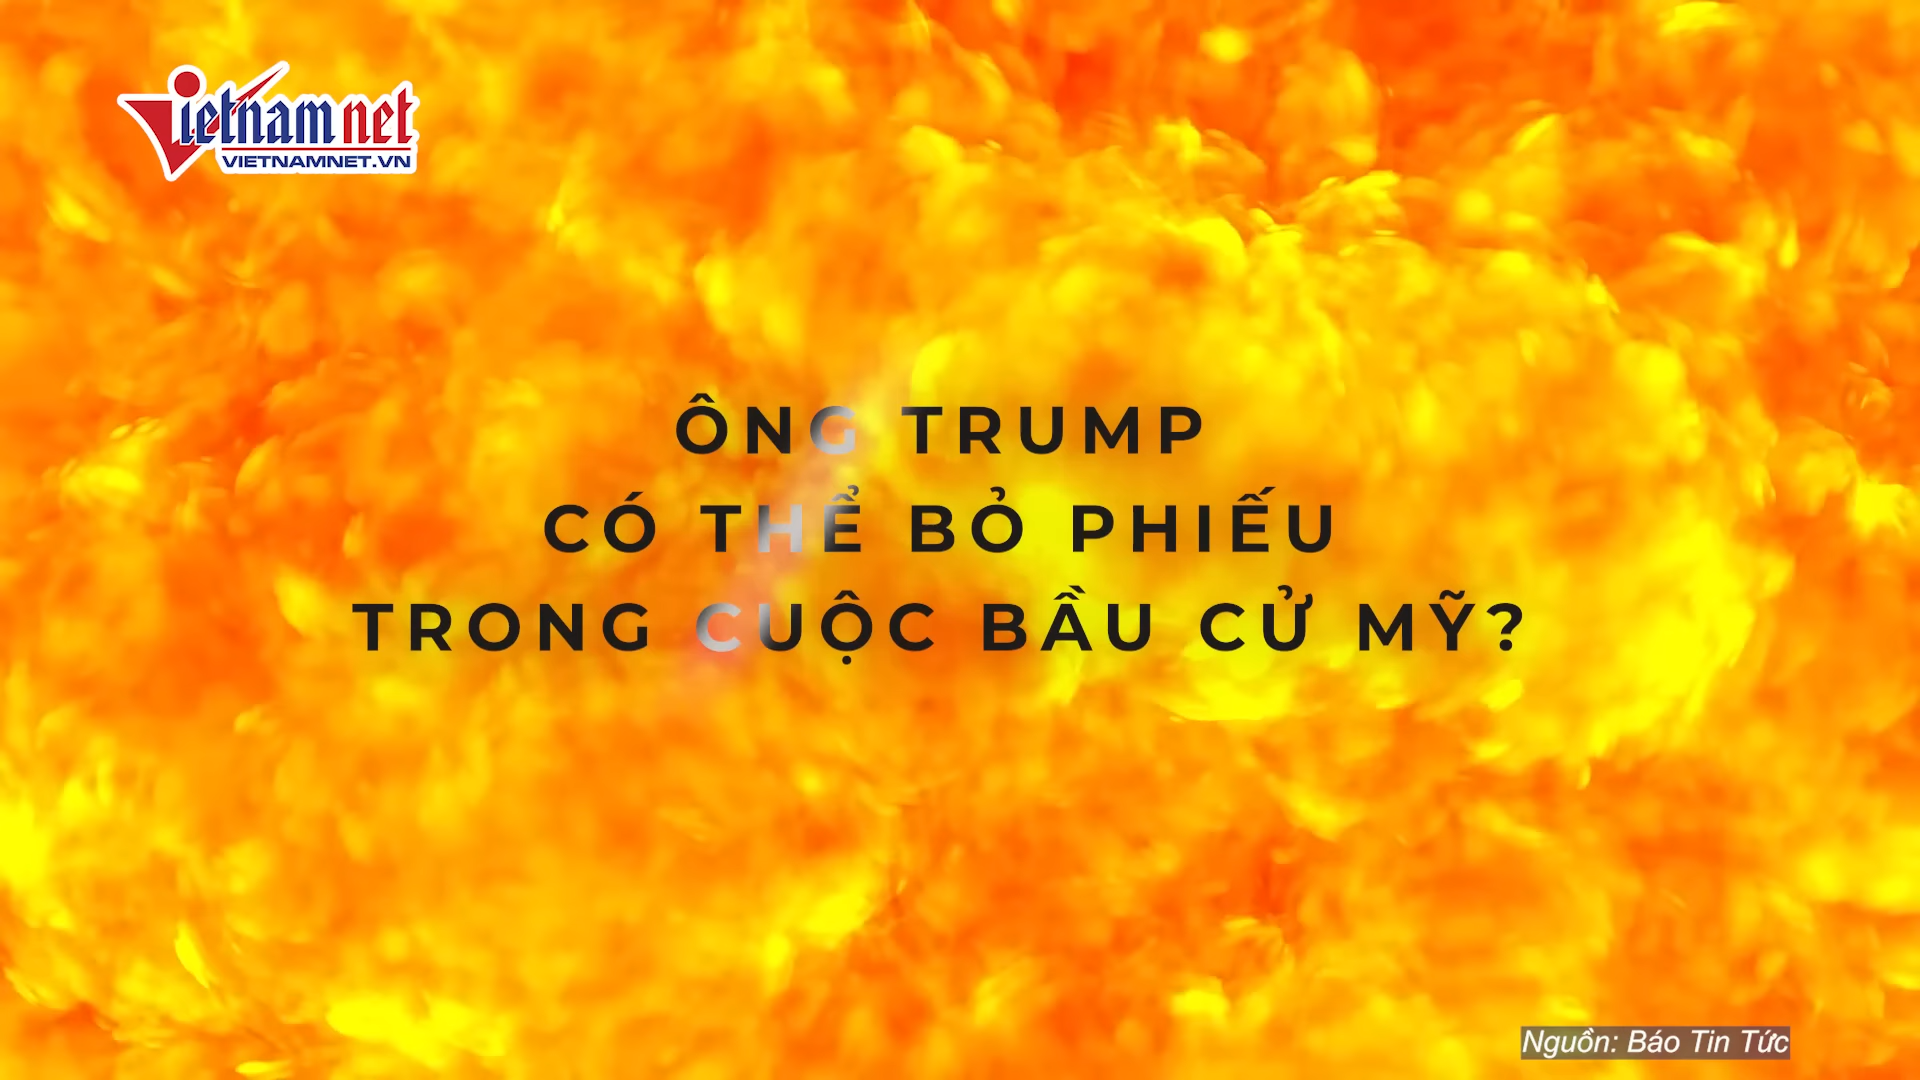 Vietnamnet
VIETNAMNET.VN
ÔNG TRUMP
CÓ THỂ BỎ PHIẾU
TRONG CUỘC BẦU CỬ MỸ?
Nguồn: Báo Tin Tức